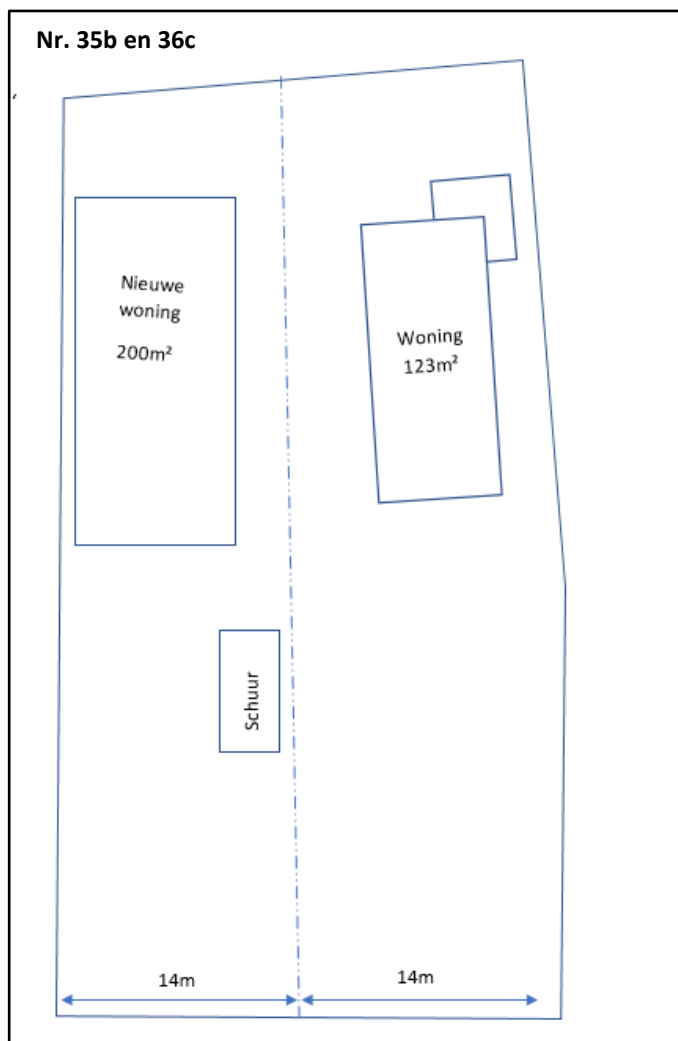 Nr. 35b en 36c
Nieuwe
woning
200m²
Woning
123m²
Schuur
14m
14m